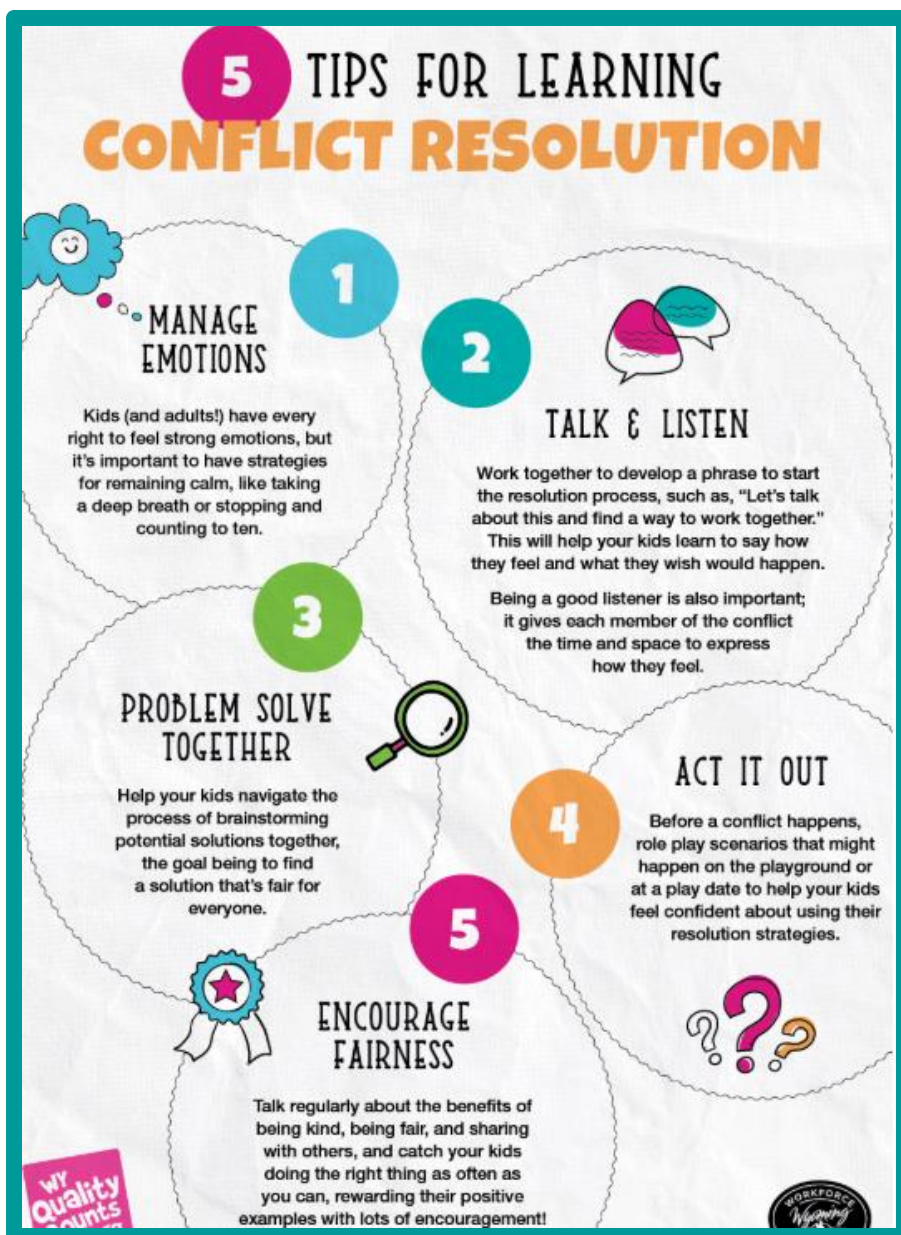 5 TIPS FOR LEARNING
CONFLICT RESOLUTION
1
MANAGE
EMOTIONS
Kids (and adults!) have every
right to feel strong emotions, but
it's important to have strategies
for remaining calm, like taking
a deep breath or stopping and
counting to ten.
2
TALK & LISTEN
Work together to develop a phrase to start
the resolution process, such as, “Let's talk
about this and find a way to work together.”
This will help your kids learn to say how
they feel and what they wish would happen.
Being a good listener is also important;
it gives each member of the conflict
the time and space to express
how they feel.
3
PROBLEM SOLVE
TOGETHER
Help your kids navigate the
process of brainstorming
potential solutions together,
the goal being to find
a solution that's fair for
everyone.
4
ACT IT OUT
Before a conflict happens,
role play scenarios that might
happen on the playground or
at a play date to help your kids
feel confident about using their
resolution strategies.
5
ENCOURAGE
FAIRNESS
Talk regularly about the benefits of
being kind, being fair, and sharing
with others, and catch your kids
doing the right thing as often as
you can, rewarding their positive
examples with lots of encouragement!
WY
Quality
Counts
WORKFORCE
Wyoming